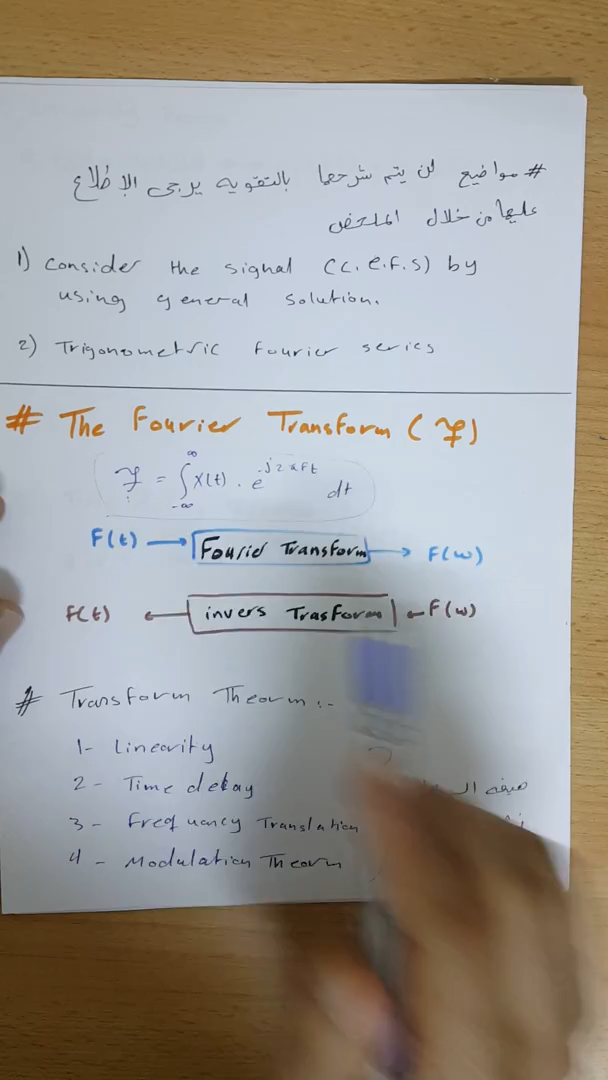 # مواضيع لن يتم شرحها بالتقويه يرجى الإطلاع
عليها من خلال الملخص
1) Consider the signal (C.E.F.S) by
using general solution.
2) Trigonometric Fourier series
# The Fourier Transform (𝓕)
𝓕 = ∫_{-∞}^{∞} x(t) . e^{-j2πft} dt
F(t) → Fourier Transform → F(w)
F(t) ← invers Trasform ← F(w)
# Transform Theorm :-
1- Linearity
2- Time delay صيغه
3- Frequancy Translation
4- Modulation Theorm